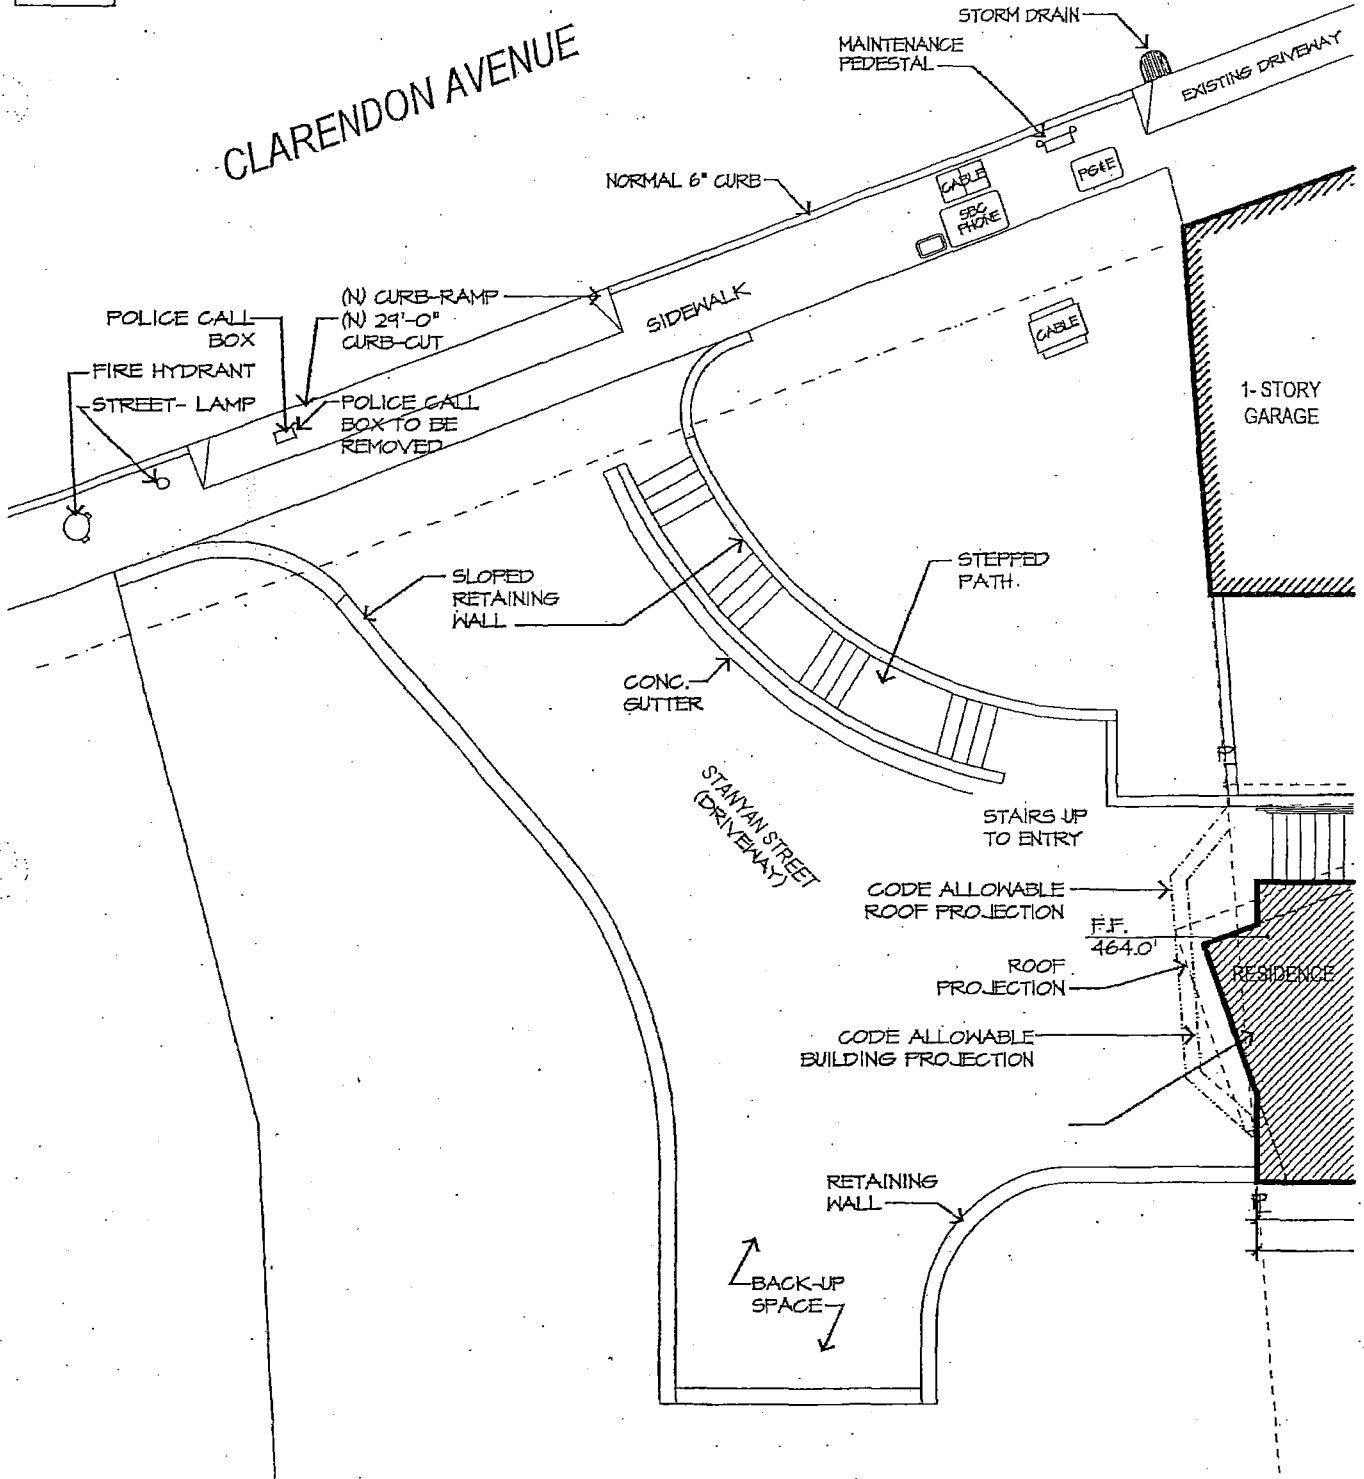 STORM DRAIN
MAINTENANCE
PEDESTAL
EXISTING DRIVEWAY
CLARENDON AVENUE
NORMAL 6" CURB
CABLE
PG&E
SBC
PHONE
(N) CURB-RAMP
(N) 29'-0"
CURB-CUT
SIDEWALK
POLICE CALL
BOX
CABLE
FIRE HYDRANT
STREET- LAMP
POLICE CALL
BOX TO BE
REMOVED
1- STORY
GARAGE
SLOPED
RETAINING
WALL
STEPPED
PATH.
CONC.
GUTTER
STANYAN STREET
(DRIVEWAY)
STAIRS UP
TO ENTRY
CODE ALLOWABLE
ROOF PROJECTION
F.F.
464.0'
ROOF
PROJECTION
RESIDENCE
CODE ALLOWABLE
BUILDING PROJECTION
RETAINING
WALL
PL
BACK-UP
SPACE